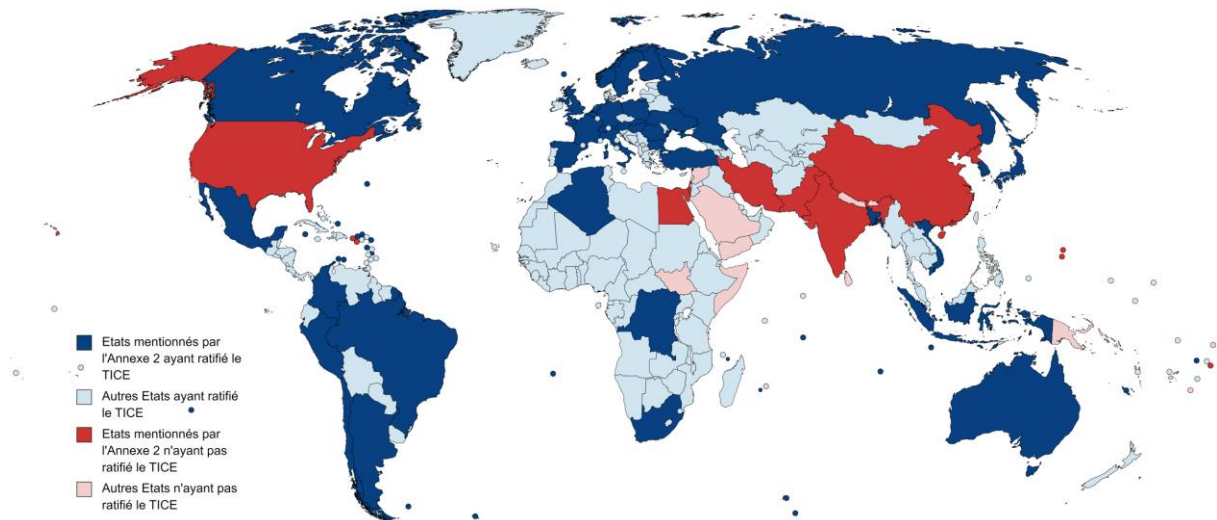 Etats mentionnés par
l'Annexe 2 ayant ratifié le
TICE
Autres Etats ayant ratifié
le TICE
Etats mentionnés par
l'Annexe 2 n'ayant pas
ratifié le TICE
Autres Etats n'ayant pas
ratifié le TICE